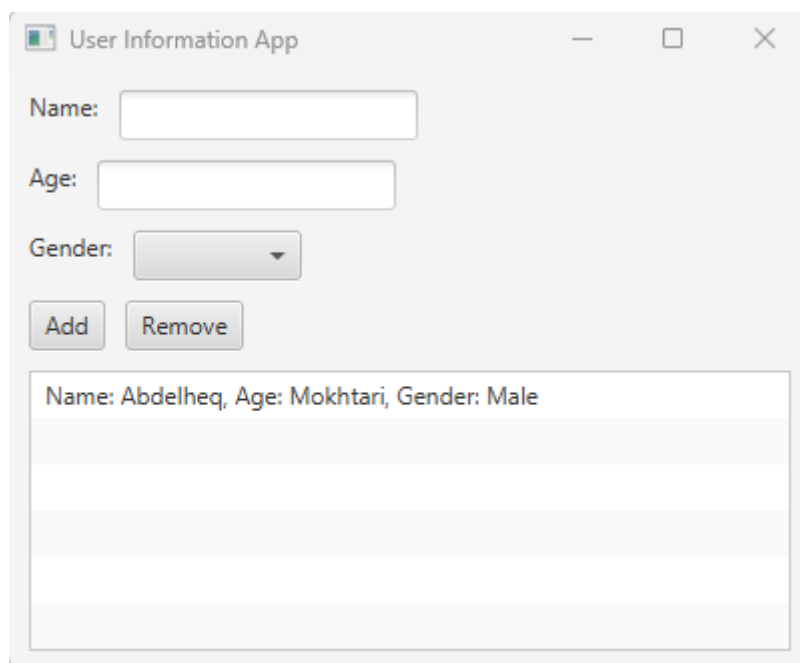 User Information App
Name:
Age:
Gender:
Add Remove
Name: Abdelheq, Age: Mokhtari, Gender: Male